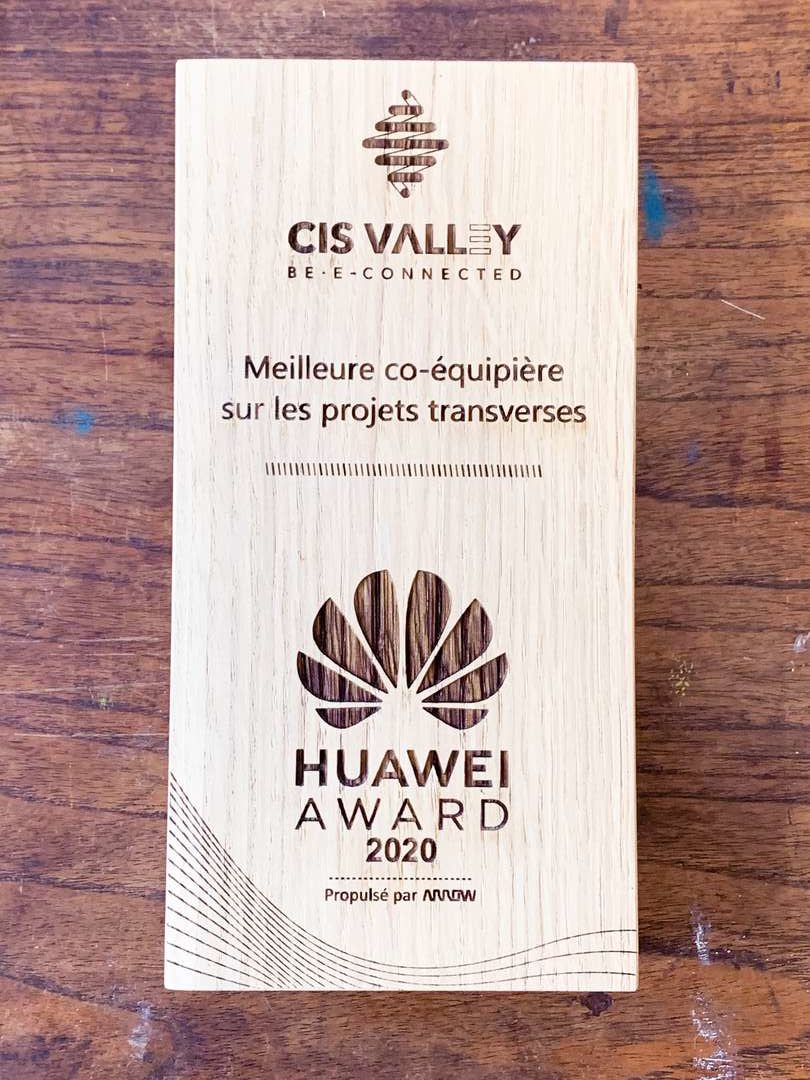 CIS VALLEY
BE·E-CONNECTED
Meilleure co-équipière
sur les projets transverses
HUAWEI
AWARD
2020
Propulsé par ARROW